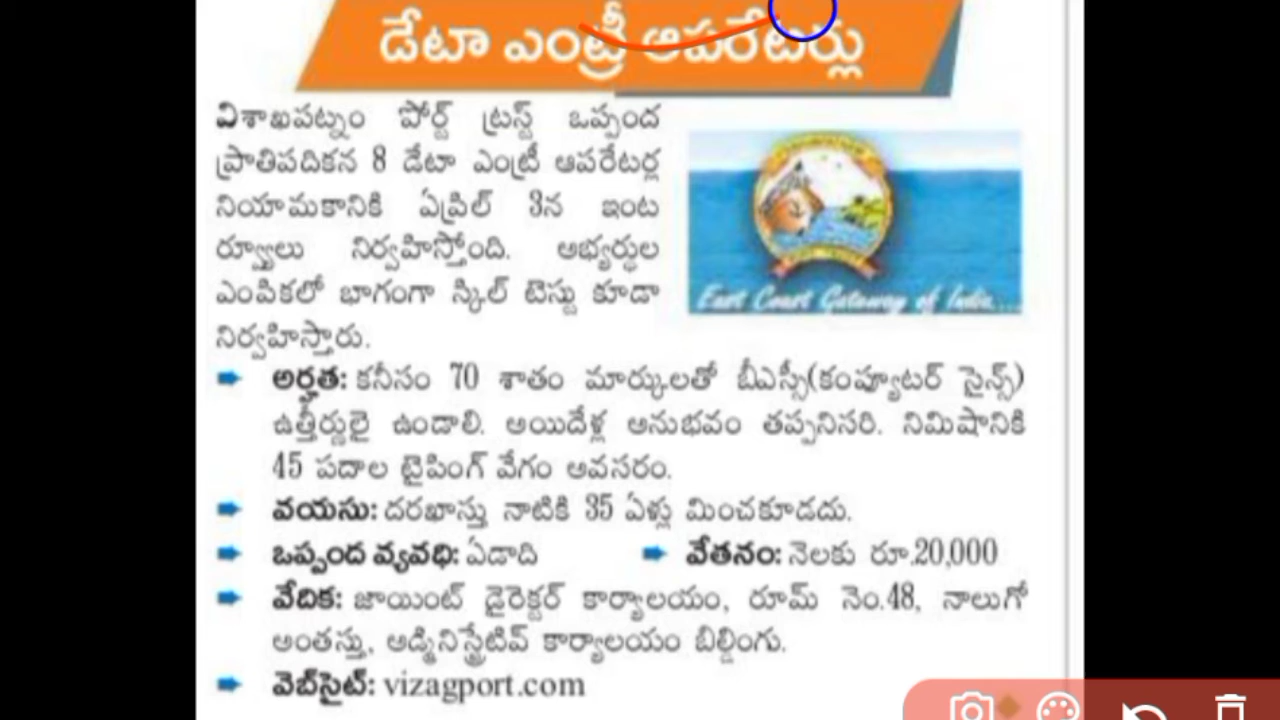 డేటా ఎంట్రీ ఆపరేటర్లు
విశాఖపట్నం పోర్ట్ ట్రస్ట్ ఒప్పంద
ప్రాతిపదికన 8 డేటా ఎంట్రీ ఆపరేటర్ల
నియామకానికి ఏప్రిల్ 3న ఇంట
ర్వ్యూలు నిర్వహిస్తోంది. అభ్యర్థుల
ఎంపికలో భాగంగా స్కిల్ టెస్టు కూడా
నిర్వహిస్తారు.
East Coast Gateway of India....
అర్హత: కనీసం 70 శాతం మార్కులతో బీఎస్సీ(కంప్యూటర్ సైన్స్)
ఉత్తీర్ణులై ఉండాలి. అయిదేళ్ల అనుభవం తప్పనిసరి. నిమిషానికి
45 పదాల టైపింగ్ వేగం అవసరం.
వయసు: దరఖాస్తు నాటికి 35 ఏళ్లు మించకూడదు.
ఒప్పంద వ్యవధి: ఏడాది వేతనం: నెలకు రూ.20,000
వేదిక: జాయింట్ డైరెక్టర్ కార్యాలయం, రూమ్ నెం.48, నాలుగో
అంతస్తు, అడ్మినిస్ట్రేటివ్ కార్యాలయం బిల్డింగు.
వెబ్‌సైట్: vizagport.com